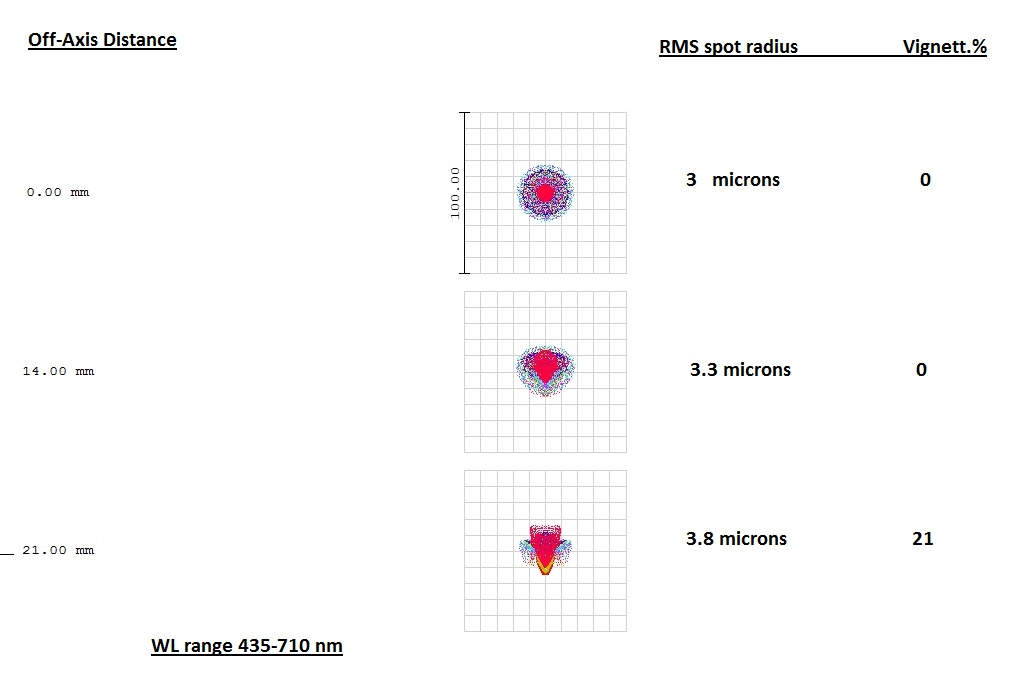 Off-Axis Distance
RMS spot radius Vignett.%
100.00
0.00 mm
3 microns 0
14.00 mm
3.3 microns 0
21.00 mm
3.8 microns 21
WL range 435-710 nm